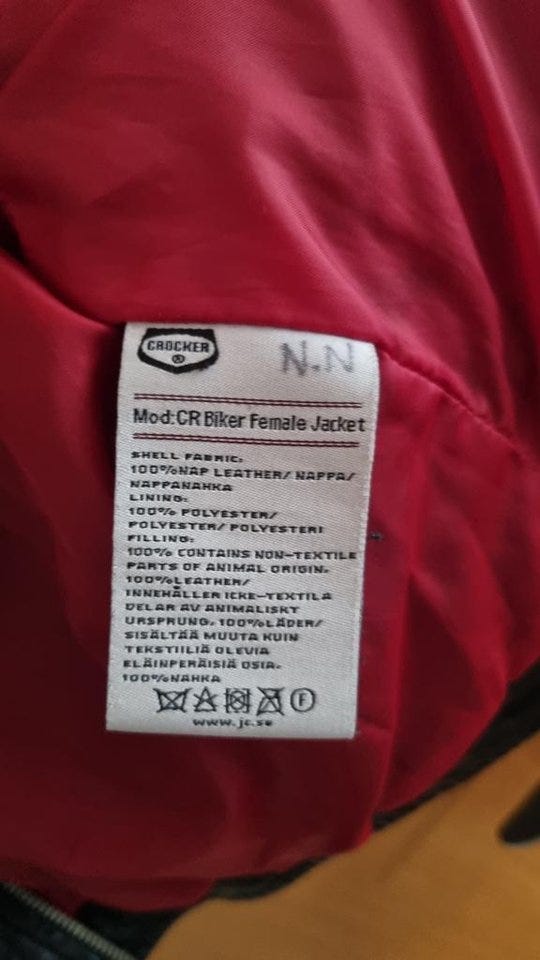 CROCKER
®
N.N
Mod:CR Biker Female Jacket
SHELL FABRIC:
100%NAP LEATHER/ NAPPA/
NAPPANAHKA
LINING:
100% POLYESTER/
POLYESTER/ POLYESTERI
FILLING:
100% CONTAINS NON-TEXTILE
PARTS OF ANIMAL ORIGIN.
100%LEATHER/
INNEHÅLLER ICKE-TEXTILA
DELAR AV ANIMALISKT
URSPRUNG. 100%LÄDER/
SISÄLTÄÄ MUUTA KUIN
TEKSTIILIÄ OLEVIA
ELÄINPERÄISIÄ OSIA.
100%NAHKA
F
www.jc.se